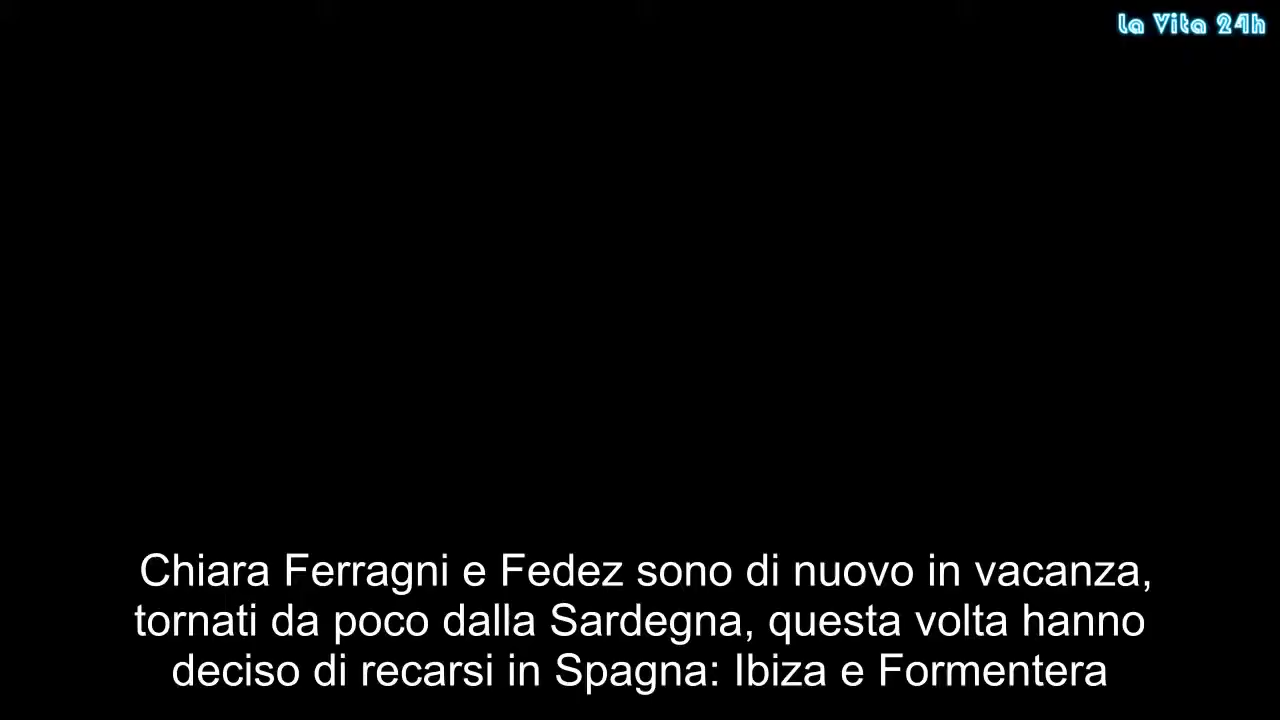 La Vita 24h
Chiara Ferragni e Fedez sono di nuovo in vacanza,
tornati da poco dalla Sardegna, questa volta hanno
deciso di recarsi in Spagna: Ibiza e Formentera